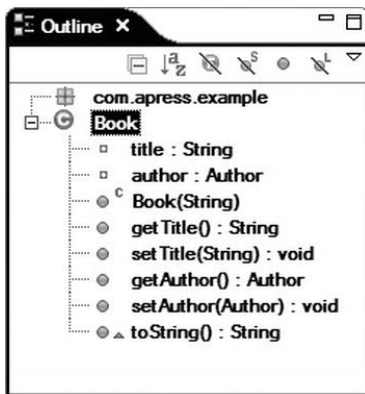 Outline
com.apress.example
Book
title : String
author : Author
Book(String)
getTitle() : String
setTitle(String) : void
getAuthor() : Author
setAuthor(Author) : void
toString() : String